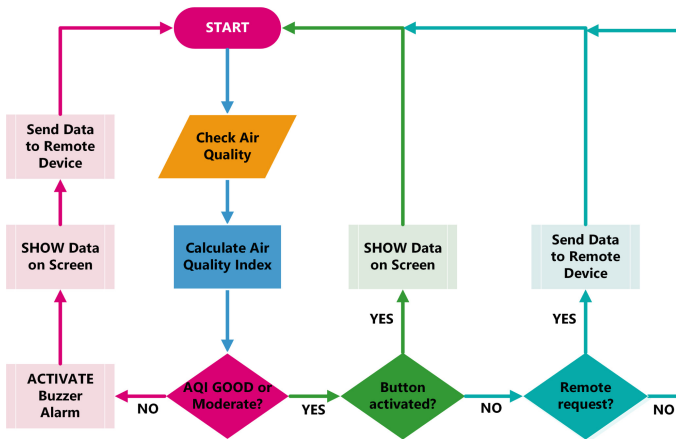 START
Send Data
to Remote
Device
Check Air
Quality
SHOW Data
on Screen
Calculate Air
Quality Index
SHOW Data
on Screen
Send Data
to Remote
Device
YES
YES
ACTIVATE
Buzzer
Alarm
NO
AQI GOOD or
Moderate?
YES
Button
activated?
NO
Remote
request?
NO